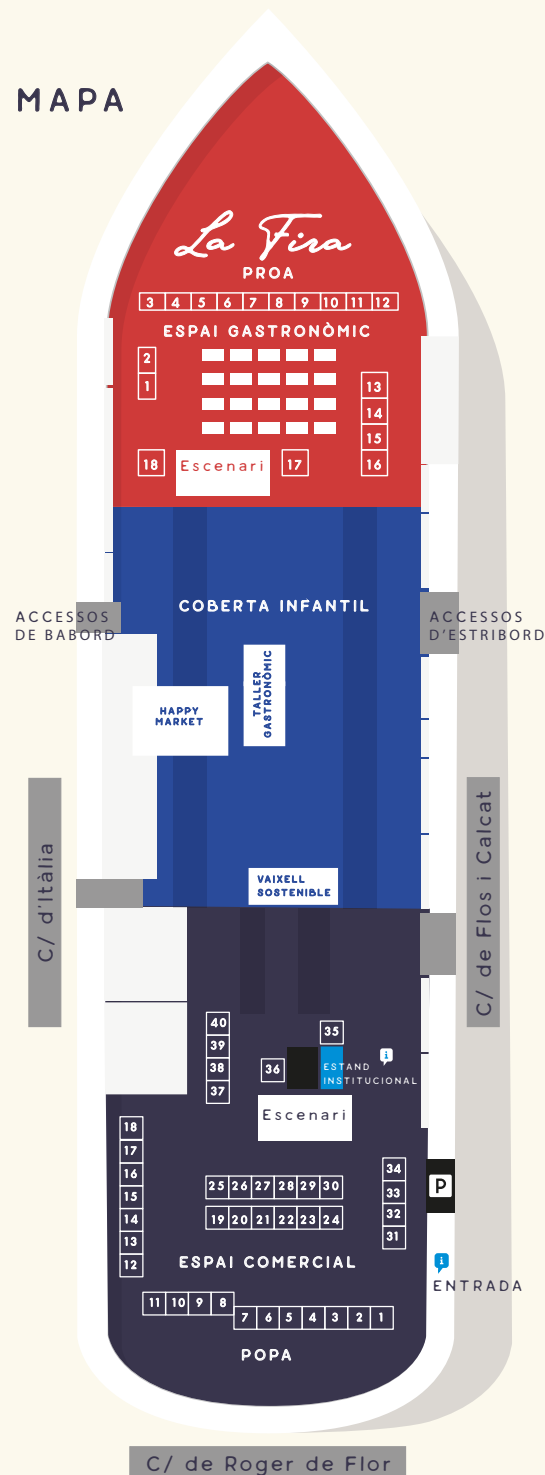 MAPA
La Fira
PROA
3 4 5 6 7 8 9 10 11 12
ESPAI GASTRONÒMIC
2
1
13
14
15
16
18
Escenari
17
COBERTA INFANTIL
ACCESSOS
DE BABORD
ACCESSOS
D'ESTRIBORD
TALLER
GASTRONÒMIC
HAPPY
MARKET
C/ d'Itàlia
C/ de Flos i Calcat
VAIXELL
SOSTENIBLE
40
39
38
37
35
36
i
ESTAND
INSTITUCIONAL
Escenari
18
17
16
15
14
13
12
25 26 27 28 29 30
19 20 21 22 23 24
34
33
32
31
P
ESPAI COMERCIAL
i
ENTRADA
11 10 9 8
7 6 5 4 3 2 1
POPA
C/ de Roger de Flor